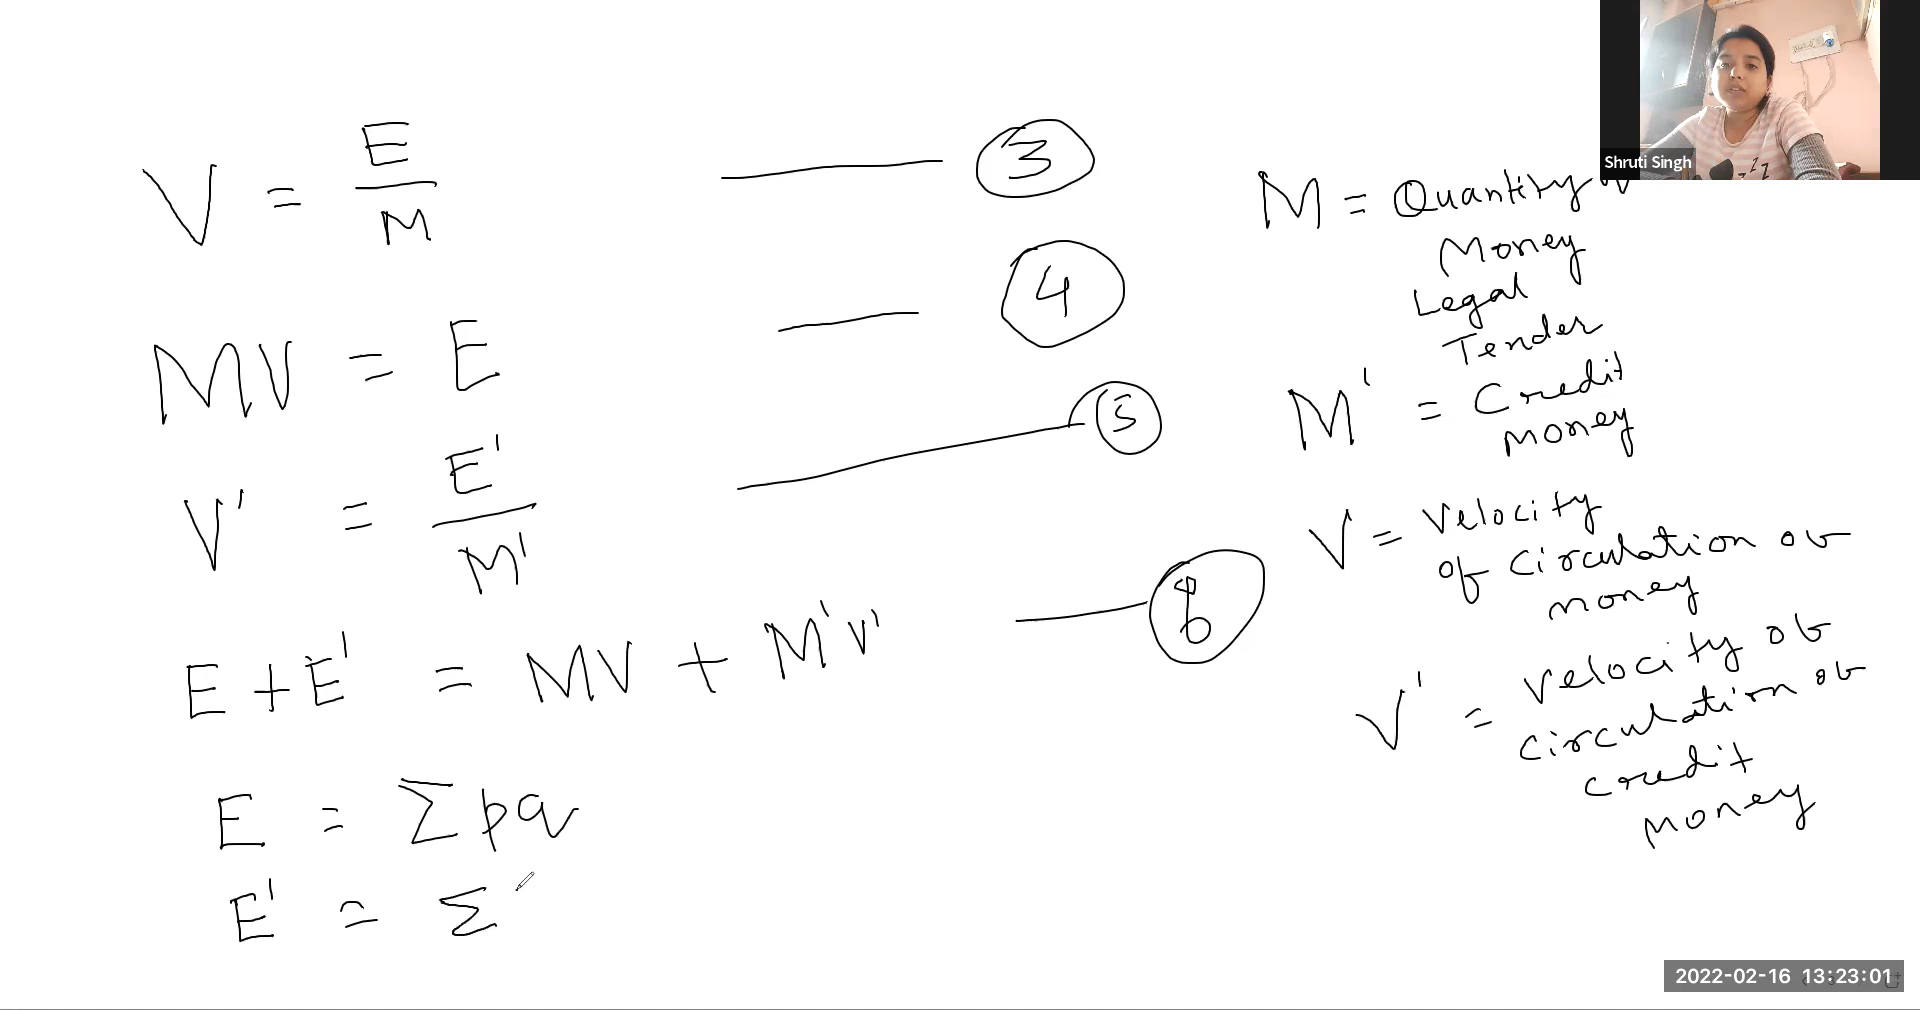 V = E/M ——— 3
MV = E —— 4
V' = E'/M' ——— 5
E + E' = MV + M'V' —— 6
E = Σpq
E' = Σ
M = Quantity of
Money
Legal
Tender
M' = Credit
money
V = Velocity
of circulation of
money
V' = Velocity of
circulation of
credit
money
Shruti Singh
2022-02-16 13:23:01